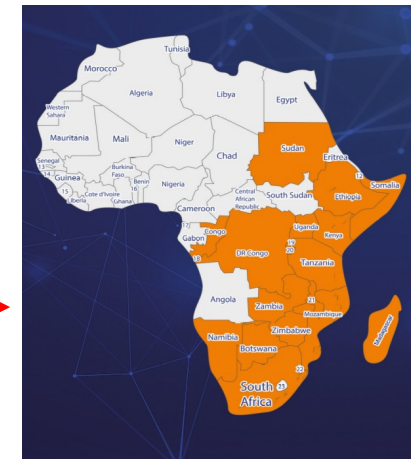 Tunisia
Morocco
Algeria
Libya
Egypt
Western
Sahara
Mauritania
Mali
Niger
Chad
Sudan
Eritrea
Senegal
13
14
Guinea
15
Liberia
Cote d'Ivoire
Burkina
Faso
Ghana
Benin
16
Nigeria
Cameroon
Central
African
Republic
South Sudan
12
Somalia
Ethiopia
17
Gabon
Congo
18
DR Congo
Uganda
Kenya
19
20
Tanzania
Angola
Zambia
21
Mozambique
Madagascar
Namibia
Zimbabwe
Botswana
22
South
Africa
23